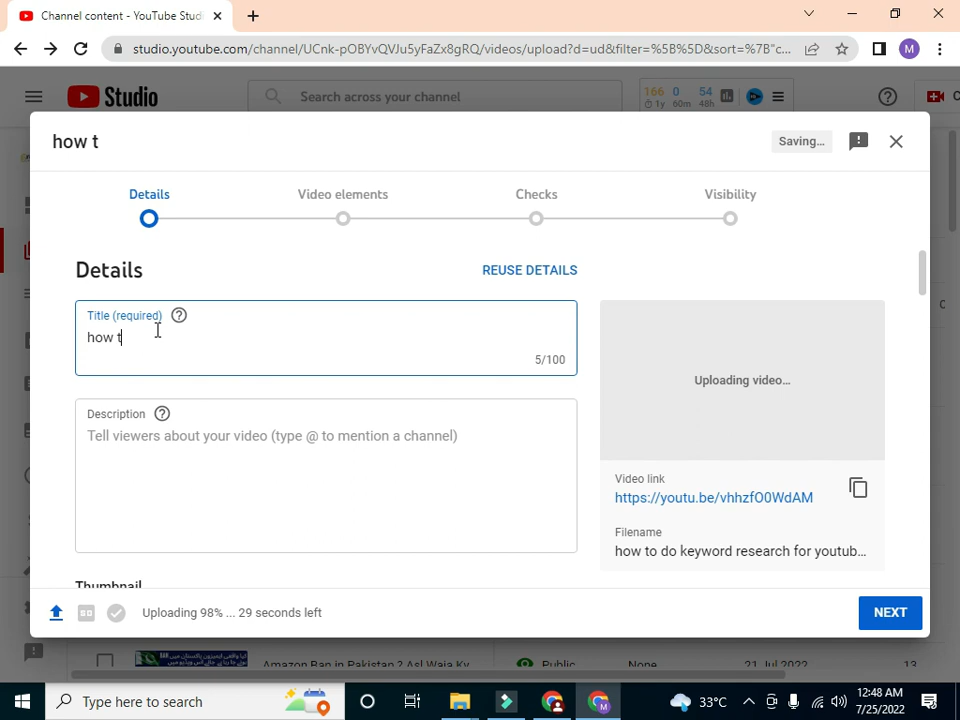 Channel content - YouTube Stud
studio.youtube.com/channel/UCnk-pOBYvQVJu5yFaZx8gRQ/videos/upload?d=ud&filter=%5B%5D&sort=%7B"c...
M
Studio
Search across your channel
166 0 54
1y 60m 48h
C
how t
Saving...
Details
Video elements
Checks
Visibility
Details
REUSE DETAILS
Title (required)
how t
5/100
Description
Tell viewers about your video (type @ to mention a channel)
Uploading video...
Video link
https://youtu.be/vhhzfO0WdAM
Filename
how to do keyword research for youtub...
Thumbnail
Uploading 98% ... 29 seconds left
NEXT
Amazon Ban in Pakistan ? Asl Waja Ky
Public
None
21 Jul 2022
13
Type here to search
33°C
12:48 AM
7/25/2022